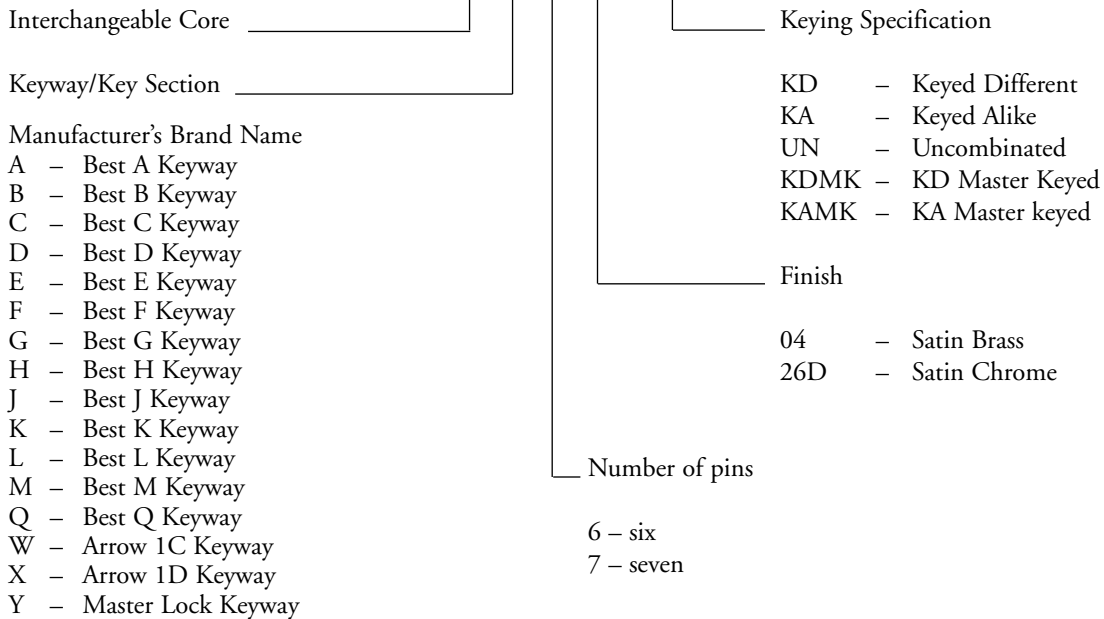 Interchangeable Core
Keyway/Key Section
Manufacturer's Brand Name
A – Best A Keyway
B – Best B Keyway
C – Best C Keyway
D – Best D Keyway
E – Best E Keyway
F – Best F Keyway
G – Best G Keyway
H – Best H Keyway
J – Best J Keyway
K – Best K Keyway
L – Best L Keyway
M – Best M Keyway
Q – Best Q Keyway
W – Arrow 1C Keyway
X – Arrow 1D Keyway
Y – Master Lock Keyway
Number of pins
6 – six
7 – seven
Keying Specification
KD – Keyed Different
KA – Keyed Alike
UN – Uncombinated
KDMK – KD Master Keyed
KAMK – KA Master keyed
Finish
04 – Satin Brass
26D – Satin Chrome